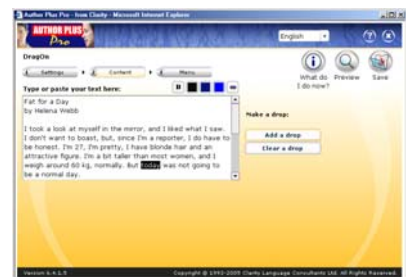 Author Plus Pro - from Clarity - Microsoft Internet Explorer
AUTHOR PLUS
Pro
English
DragOn
Settings
Content
Menu
What do I do now?
Preview
Save
Type or paste your text here:
Fat for a Day
by Helena Webb
I took a look at myself in the mirror, and I liked what I saw.
I don't want to boast, but, since I'm a reporter, I do have to
be honest. I'm 27, I'm pretty, I have blonde hair and an
attractive figure. I'm a bit taller than most women, and I
weigh around 60 kg, normally. But today was not going to
be a normal day.
Make a drop:
Add a drop
Clear a drop
Version 6.4.1.5
Copyright © 1993-2005 Clarity Language Consultants Ltd. All Rights Reserved.